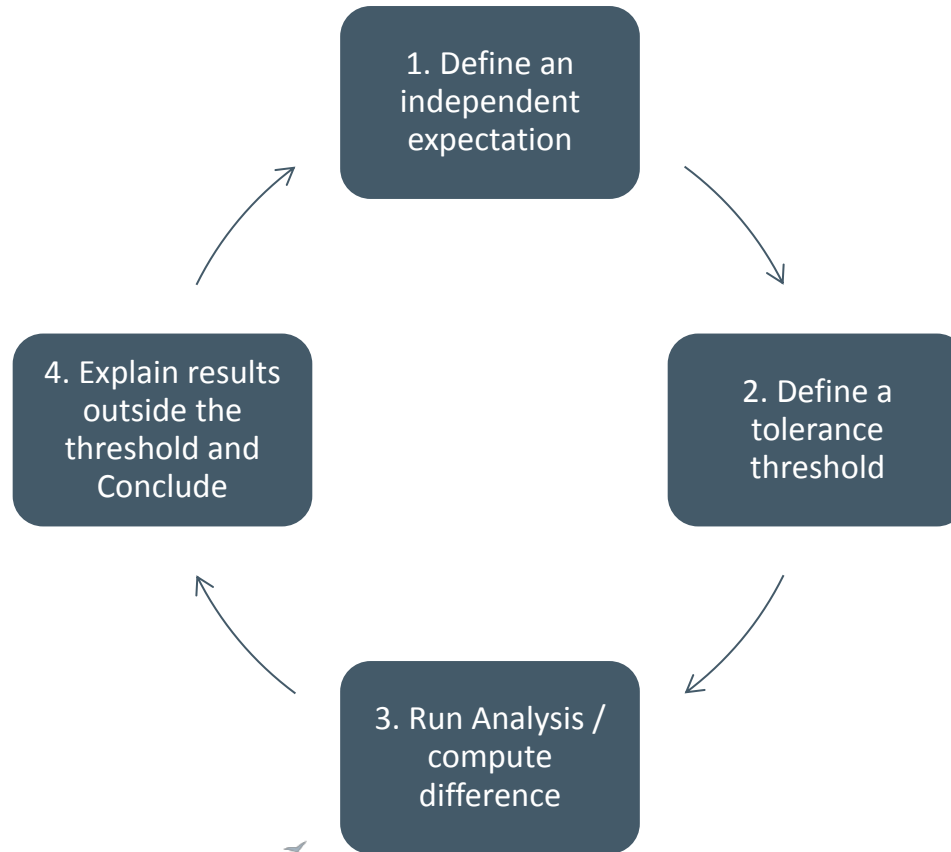 1. Define an
independent
expectation
2. Define a
tolerance
threshold
3. Run Analysis /
compute
difference
4. Explain results
outside the
threshold and
Conclude